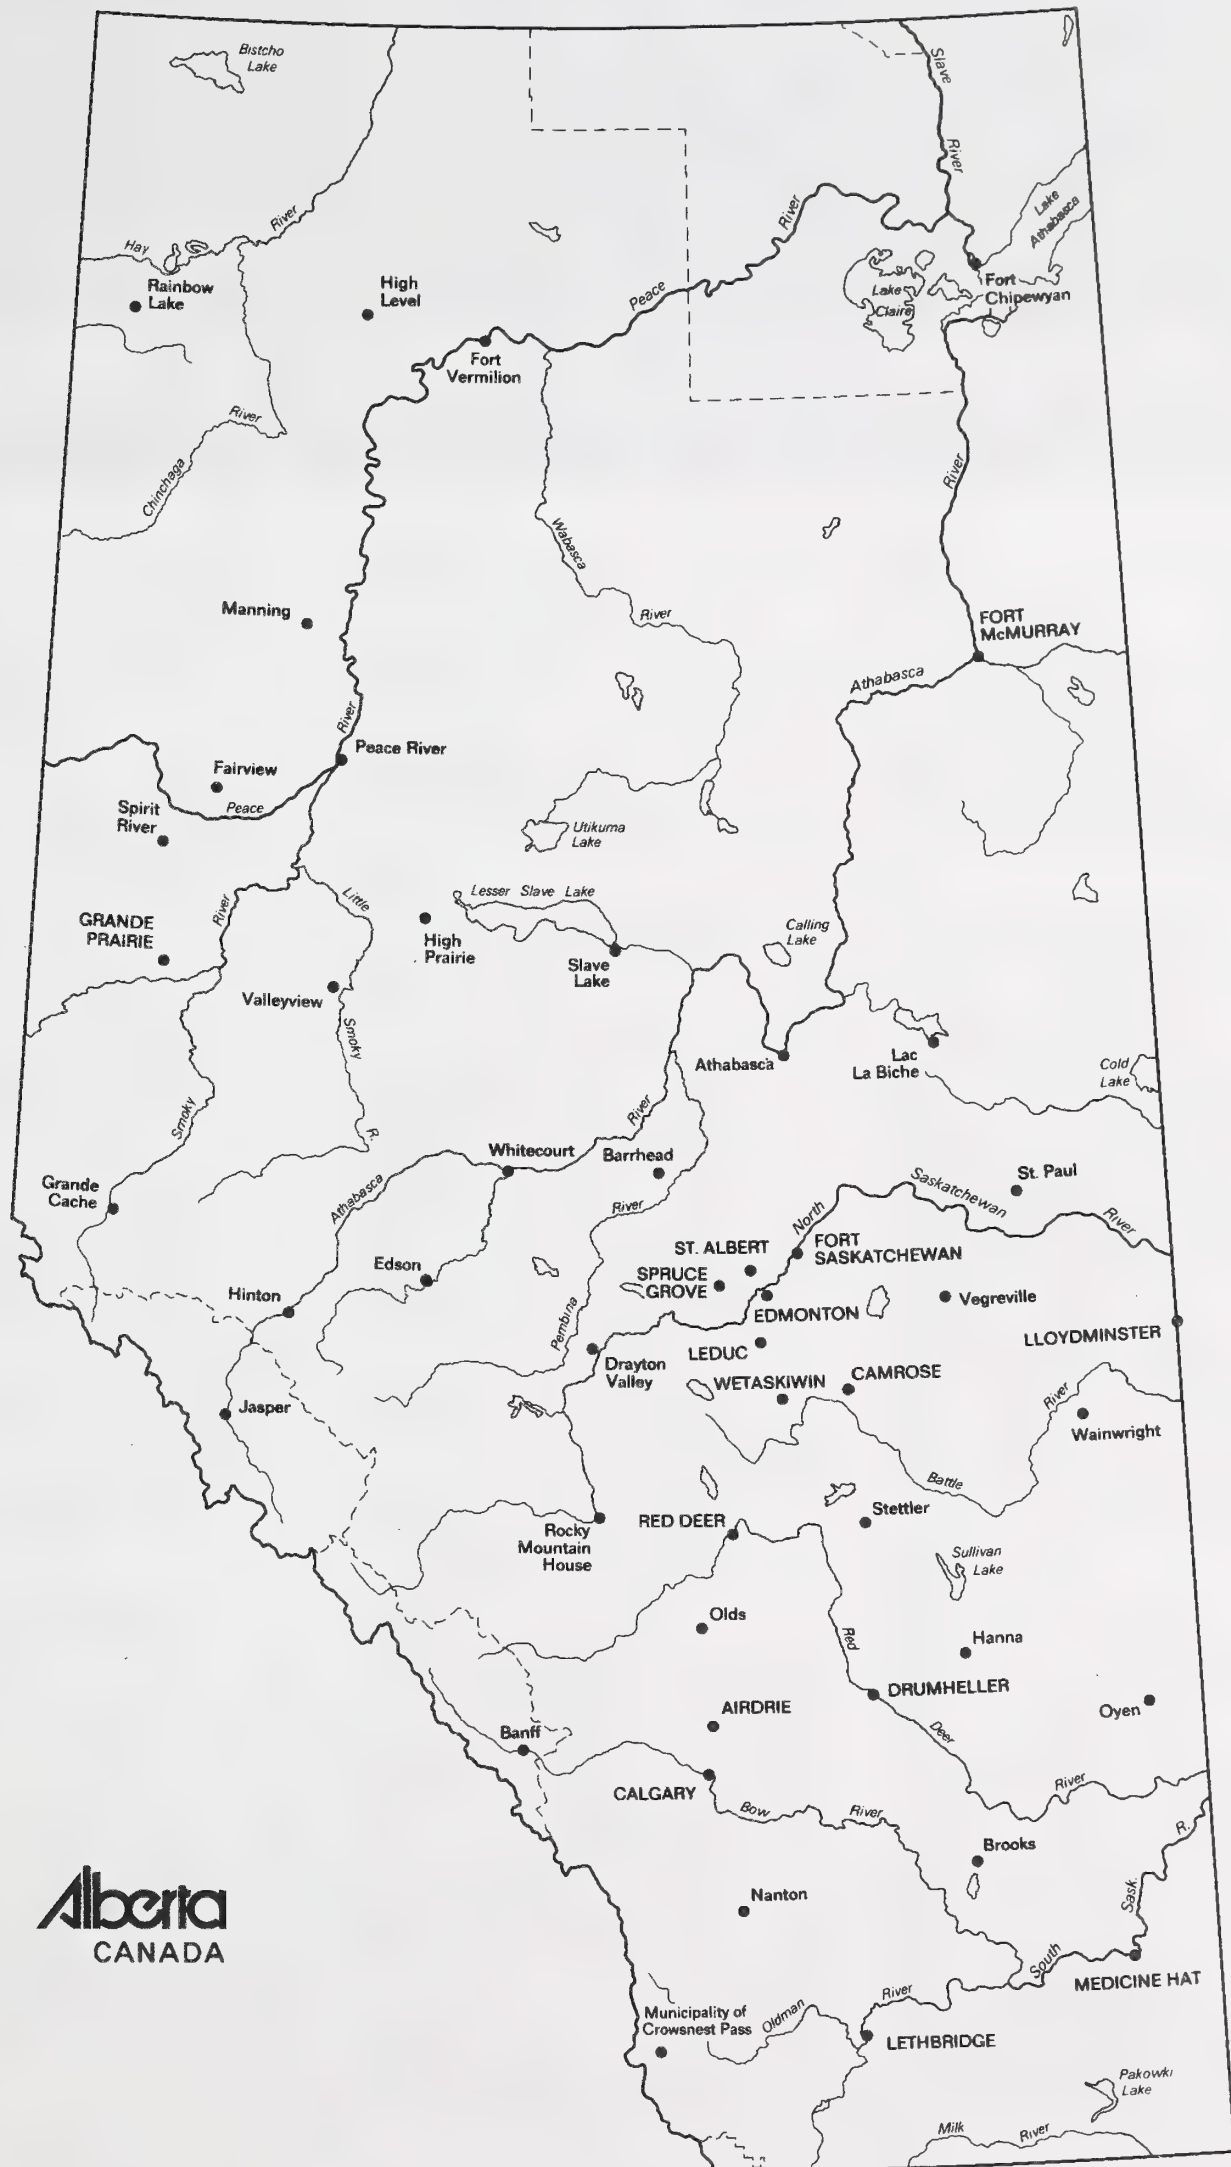 Bistcho
Lake
Slave
River
Lake
Athabasca
River
Hay
River
Rainbow
Lake
High
Level
Peace
Lake
Claire
Fort
Chipewyan
Fort
Vermilion
River
Chinchaga
River
Wabasca
River
Manning
FORT
McMURRAY
Athabasca
River
Peace River
Fairview
Peace
Spirit
River
Utikuma
Lake
Little
Lesser Slave Lake
River
GRANDE
PRAIRIE
High
Prairie
Calling
Lake
Slave
Lake
Valleyview
Smoky
Athabasca
Lac
La Biche
Cold
Lake
Smoky
R.
River
Whitecourt
Barrhead
St. Paul
Grande
Cache
Athabasca
River
North
Saskatchewan
River
ST. ALBERT
FORT
SASKATCHEWAN
Edson
SPRUCE
GROVE
Hinton
EDMONTON
Vegreville
Pembina
LLOYDMINSTER
LEDUC
Drayton
Valley
WETASKIWIN
CAMROSE
River
Jasper
Wainwright
Battle
Stettler
RED DEER
Rocky
Mountain
House
Sullivan
Lake
Olds
Red
Hanna
DRUMHELLER
AIRDRIE
Oyen
Banff
Deer
River
CALGARY
Bow
River
R.
Brooks
Alberta
CANADA
Nanton
Sask.
South
MEDICINE HAT
River
Municipality of
Crowsnest Pass
Oldman
LETHBRIDGE
Pakowki
Lake
Milk
River